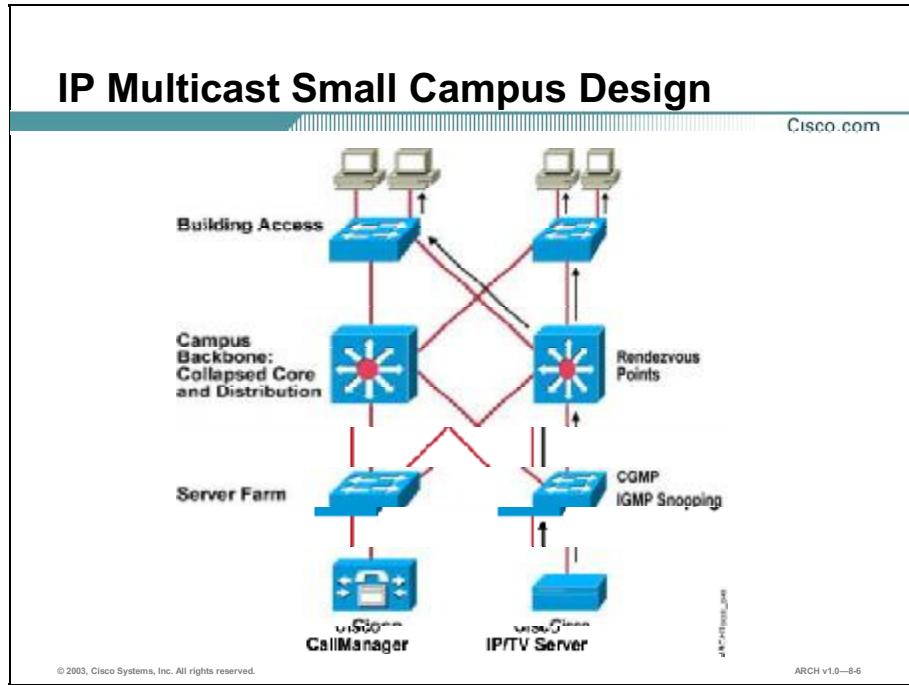 IP Multicast Small Campus Design
Cisco.com
Building Access
Campus
Backbone:
Collapsed Core
and Distribution
Rendezvous
Points
Server Farm
CGMP
IGMP Snooping
Cisco
CallManager
Cisco
IP/TV Server
© 2003, Cisco Systems, Inc. All rights reserved.
ARCH v1.0—8-6